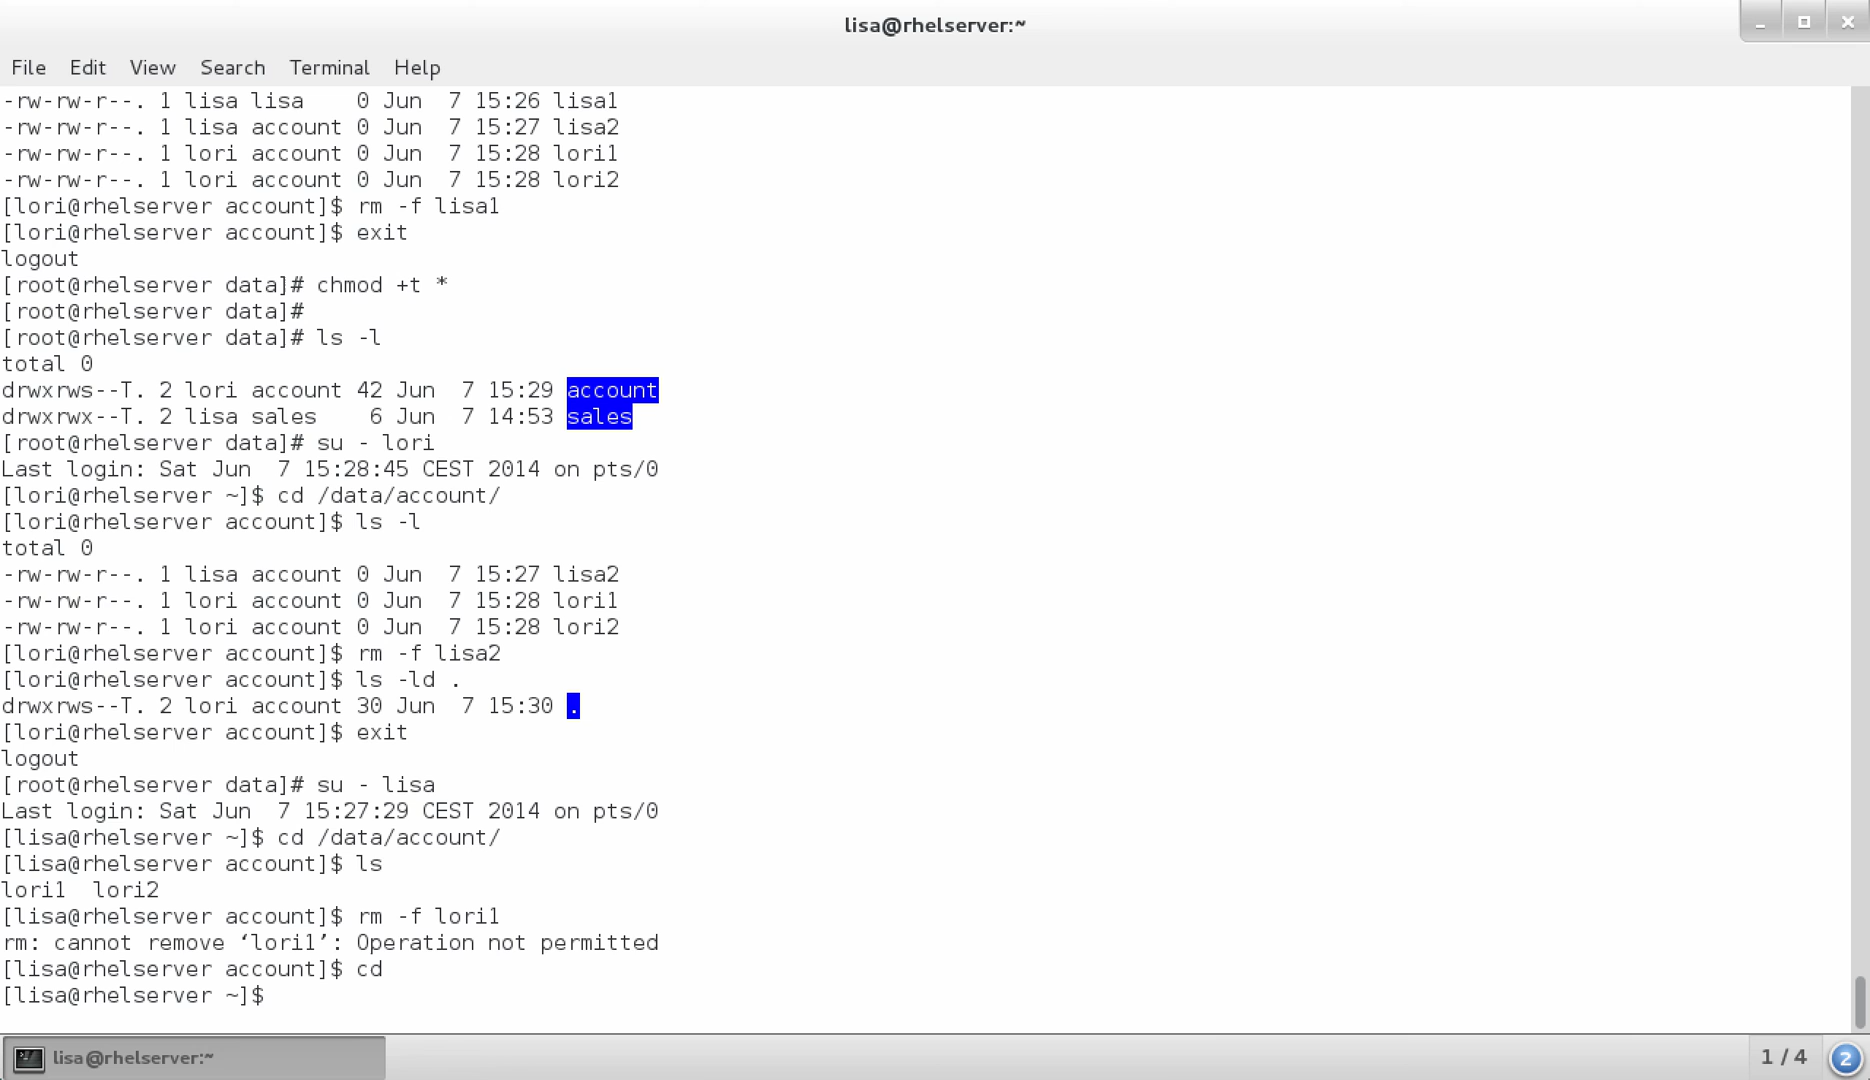 lisa@rhelserver:~
File Edit View Search Terminal Help
-rw-rw-r--. 1 lisa lisa    0 Jun  7 15:26 lisa1
-rw-rw-r--. 1 lisa account 0 Jun  7 15:27 lisa2
-rw-rw-r--. 1 lori account 0 Jun  7 15:28 lori1
-rw-rw-r--. 1 lori account 0 Jun  7 15:28 lori2
[lori@rhelserver account]$ rm -f lisa1
[lori@rhelserver account]$ exit
logout
[root@rhelserver data]# chmod +t *
[root@rhelserver data]#
[root@rhelserver data]# ls -l
total 0
drwxrws--T. 2 lori account 42 Jun  7 15:29 account
drwxrwx--T. 2 lisa sales    6 Jun  7 14:53 sales
[root@rhelserver data]# su - lori
Last login: Sat Jun  7 15:28:45 CEST 2014 on pts/0
[lori@rhelserver ~]$ cd /data/account/
[lori@rhelserver account]$ ls -l
total 0
-rw-rw-r--. 1 lisa account 0 Jun  7 15:27 lisa2
-rw-rw-r--. 1 lori account 0 Jun  7 15:28 lori1
-rw-rw-r--. 1 lori account 0 Jun  7 15:28 lori2
[lori@rhelserver account]$ rm -f lisa2
[lori@rhelserver account]$ ls -ld .
drwxrws--T. 2 lori account 30 Jun  7 15:30 .
[lori@rhelserver account]$ exit
logout
[root@rhelserver data]# su - lisa
Last login: Sat Jun  7 15:27:29 CEST 2014 on pts/0
[lisa@rhelserver ~]$ cd /data/account/
[lisa@rhelserver account]$ ls
lori1  lori2
[lisa@rhelserver account]$ rm -f lori1
rm: cannot remove ‘lori1’: Operation not permitted
[lisa@rhelserver account]$ cd
[lisa@rhelserver ~]$
lisa@rhelserver:~
1 / 4
2